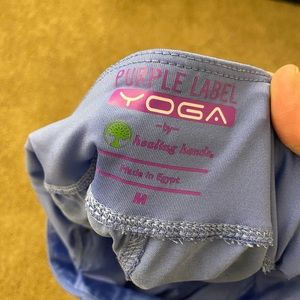 PURPLE LABEL
YOGA
-by-
healing hands
Made in Egypt
M